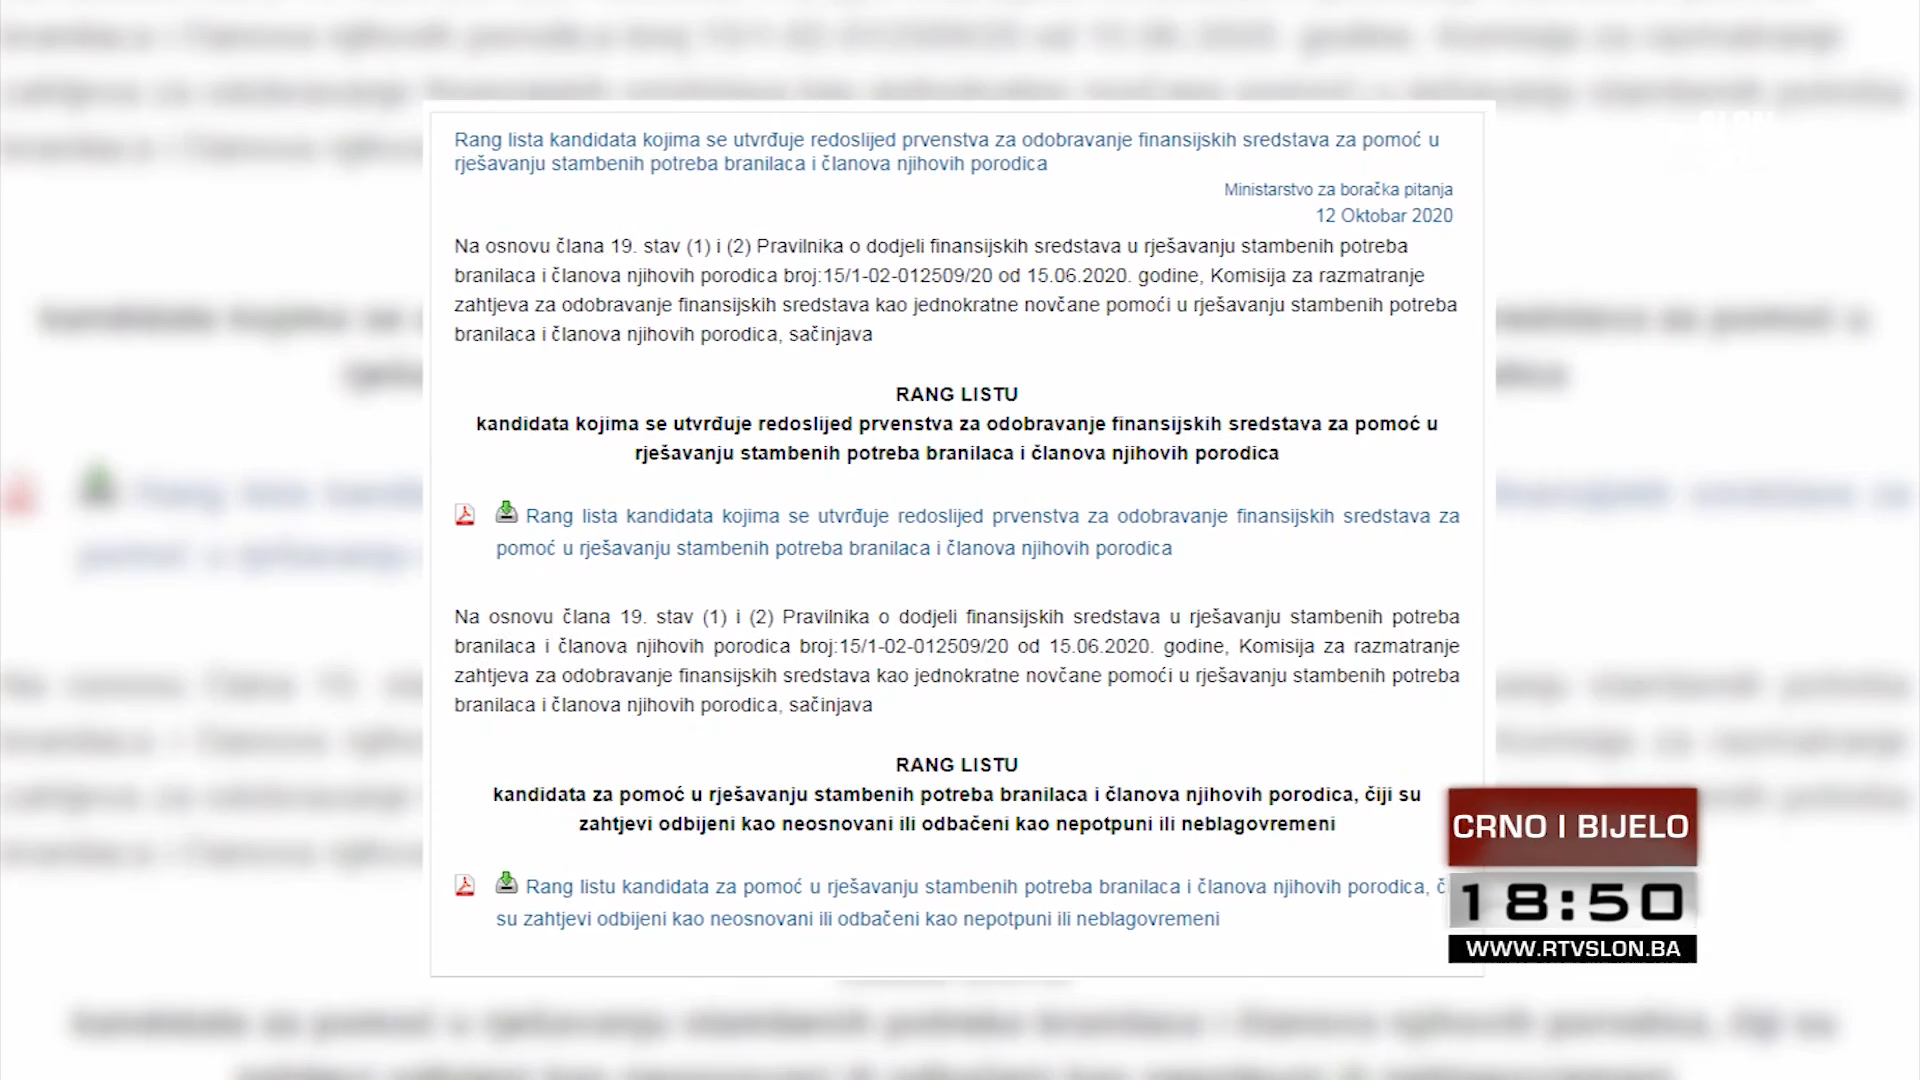 Rang lista kandidata kojima se utvrđuje redoslijed prvenstva za odobravanje finansijskih sredstava za pomoć u
rješavanju stambenih potreba branilaca i članova njihovih porodica
Ministarstvo za boračka pitanja
12 Oktobar 2020
Na osnovu člana 19. stav (1) i (2) Pravilnika o dodjeli finansijskih sredstava u rješavanju stambenih potreba
branilaca i članova njihovih porodica broj:15/1-02-012509/20 od 15.06.2020. godine, Komisija za razmatranje
zahtjeva za odobravanje finansijskih sredstava kao jednokratne novčane pomoći u rješavanju stambenih potreba
branilaca i članova njihovih porodica, sačinjava
RANG LISTU
kandidata kojima se utvrđuje redoslijed prvenstva za odobravanje finansijskih sredstava za pomoć u
rješavanju stambenih potreba branilaca i članova njihovih porodica
Rang lista kandidata kojima se utvrđuje redoslijed prvenstva za odobravanje finansijskih sredstava za
pomoć u rješavanju stambenih potreba branilaca i članova njihovih porodica
Na osnovu člana 19. stav (1) i (2) Pravilnika o dodjeli finansijskih sredstava u rješavanju stambenih potreba
branilaca i članova njihovih porodica broj:15/1-02-012509/20 od 15.06.2020. godine, Komisija za razmatranje
zahtjeva za odobravanje finansijskih sredstava kao jednokratne novčane pomoći u rješavanju stambenih potreba
branilaca i članova njihovih porodica, sačinjava
RANG LISTU
kandidata za pomoć u rješavanju stambenih potreba branilaca i članova njihovih porodica, čiji su
zahtjevi odbijeni kao neosnovani ili odbačeni kao nepotpuni ili neblagovremeni
Rang listu kandidata za pomoć u rješavanju stambenih potreba branilaca i članova njihovih porodica,
su zahtjevi odbijeni kao neosnovani ili odbačeni kao nepotpuni ili neblagovremeni
CRNO I BIJELO
18:50
WWW.RTVSLON.BA